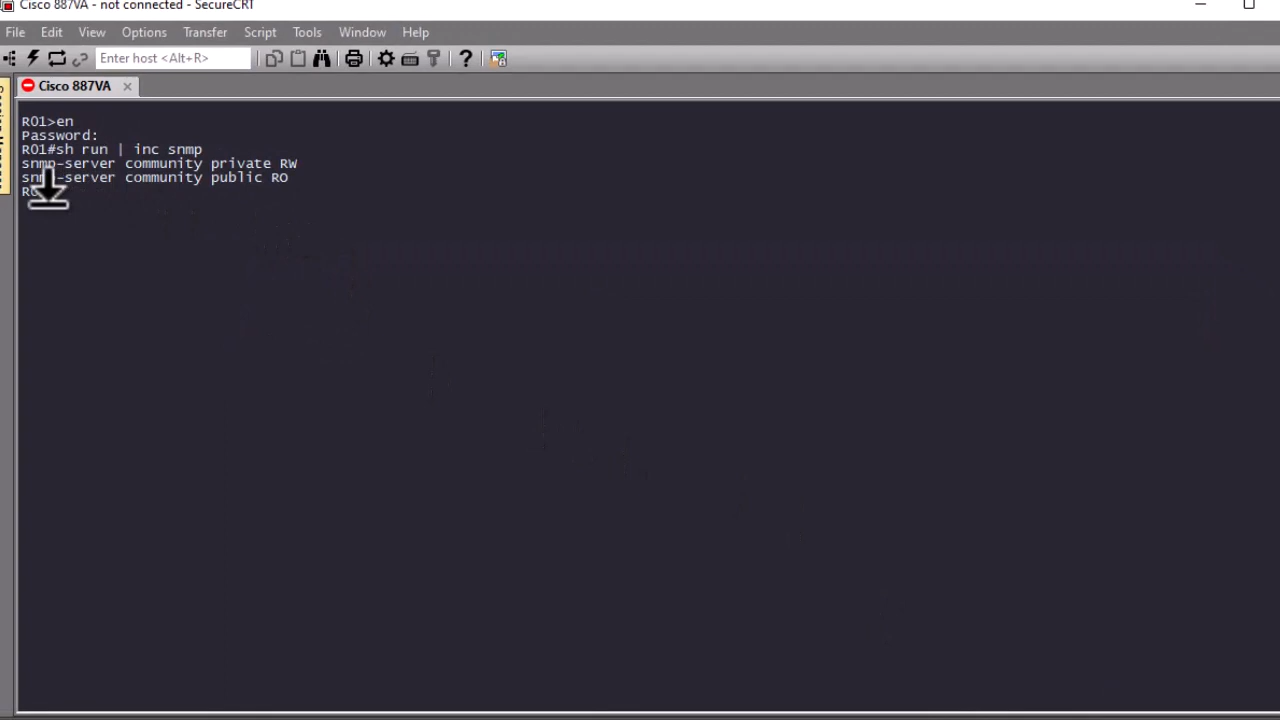 Cisco 887VA - not connected - SecureCRT
File Edit View Options Transfer Script Tools Window Help
Enter host <Alt+R>
Cisco 887VA
R01>en
Password:
R01#sh run | inc snmp
snmp-server community private RW
snmp-server community public RO